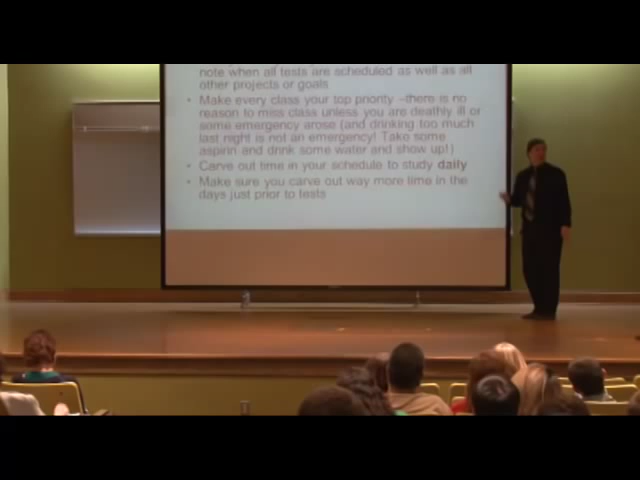 note when all tests are scheduled as well as all
other projects or goals
• Make every class your top priority –there is no
reason to miss class unless you are deathly ill or
some emergency arose (and drinking too much
last night is not an emergency! Take some
aspirin and drink some water and show up!)
• Carve out time in your schedule to study daily
• Make sure you carve out way more time in the
days just prior to tests